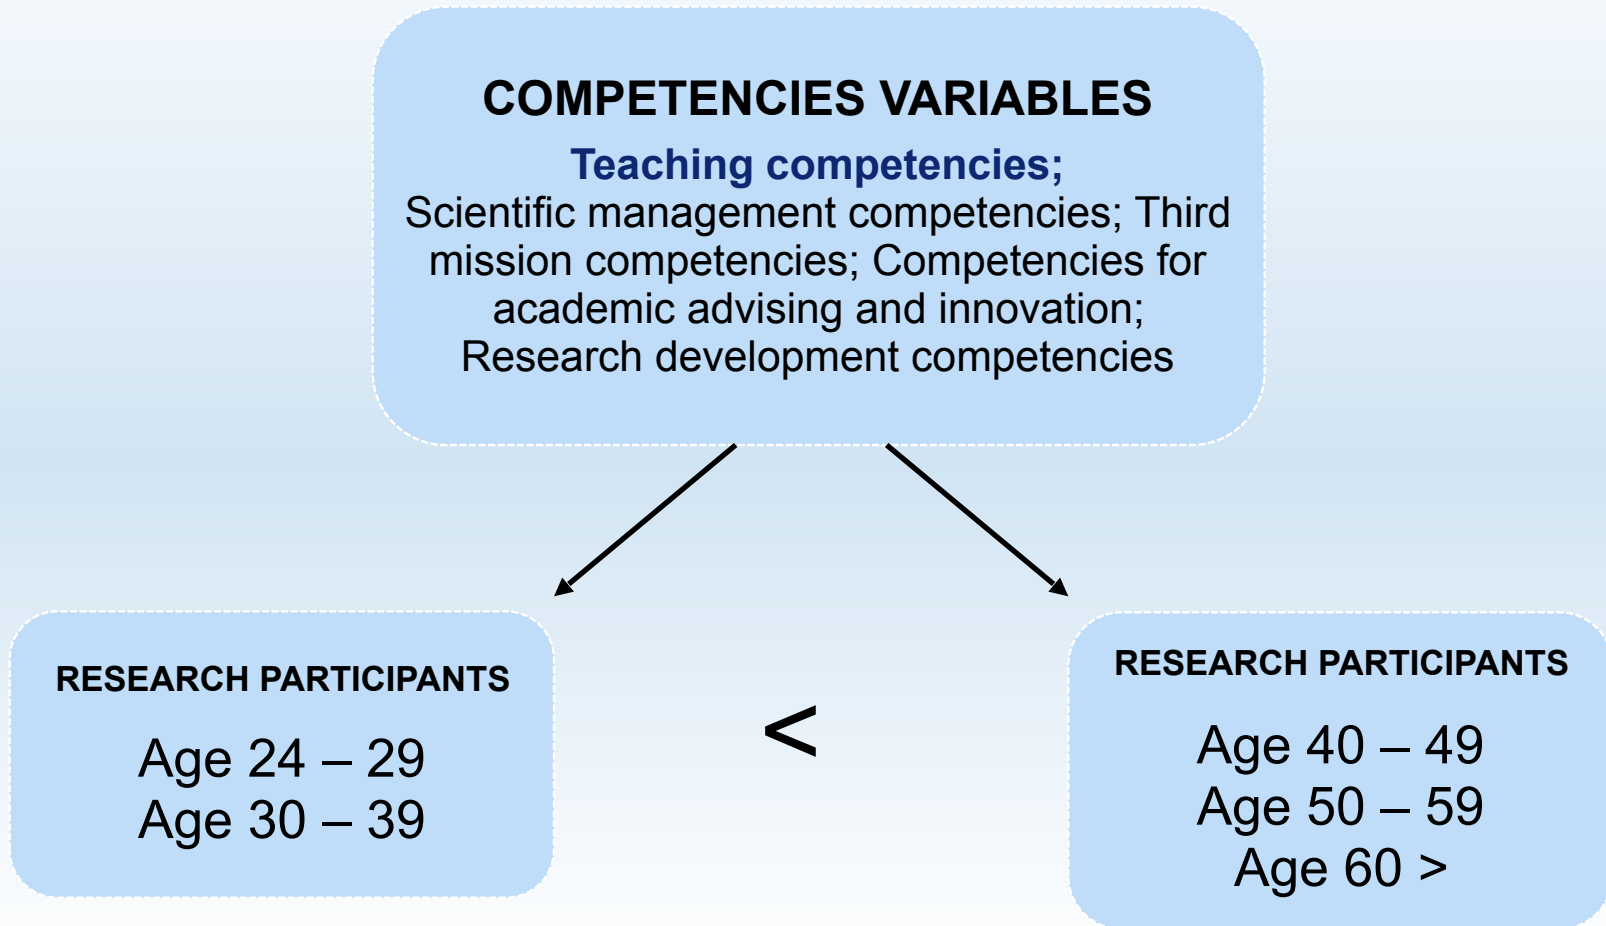 COMPETENCIES VARIABLES
Teaching competencies;
Scientific management competencies; Third
mission competencies; Competencies for
academic advising and innovation;
Research development competencies
RESEARCH PARTICIPANTS
Age 24 – 29
Age 30 – 39
<
RESEARCH PARTICIPANTS
Age 40 – 49
Age 50 – 59
Age 60 >